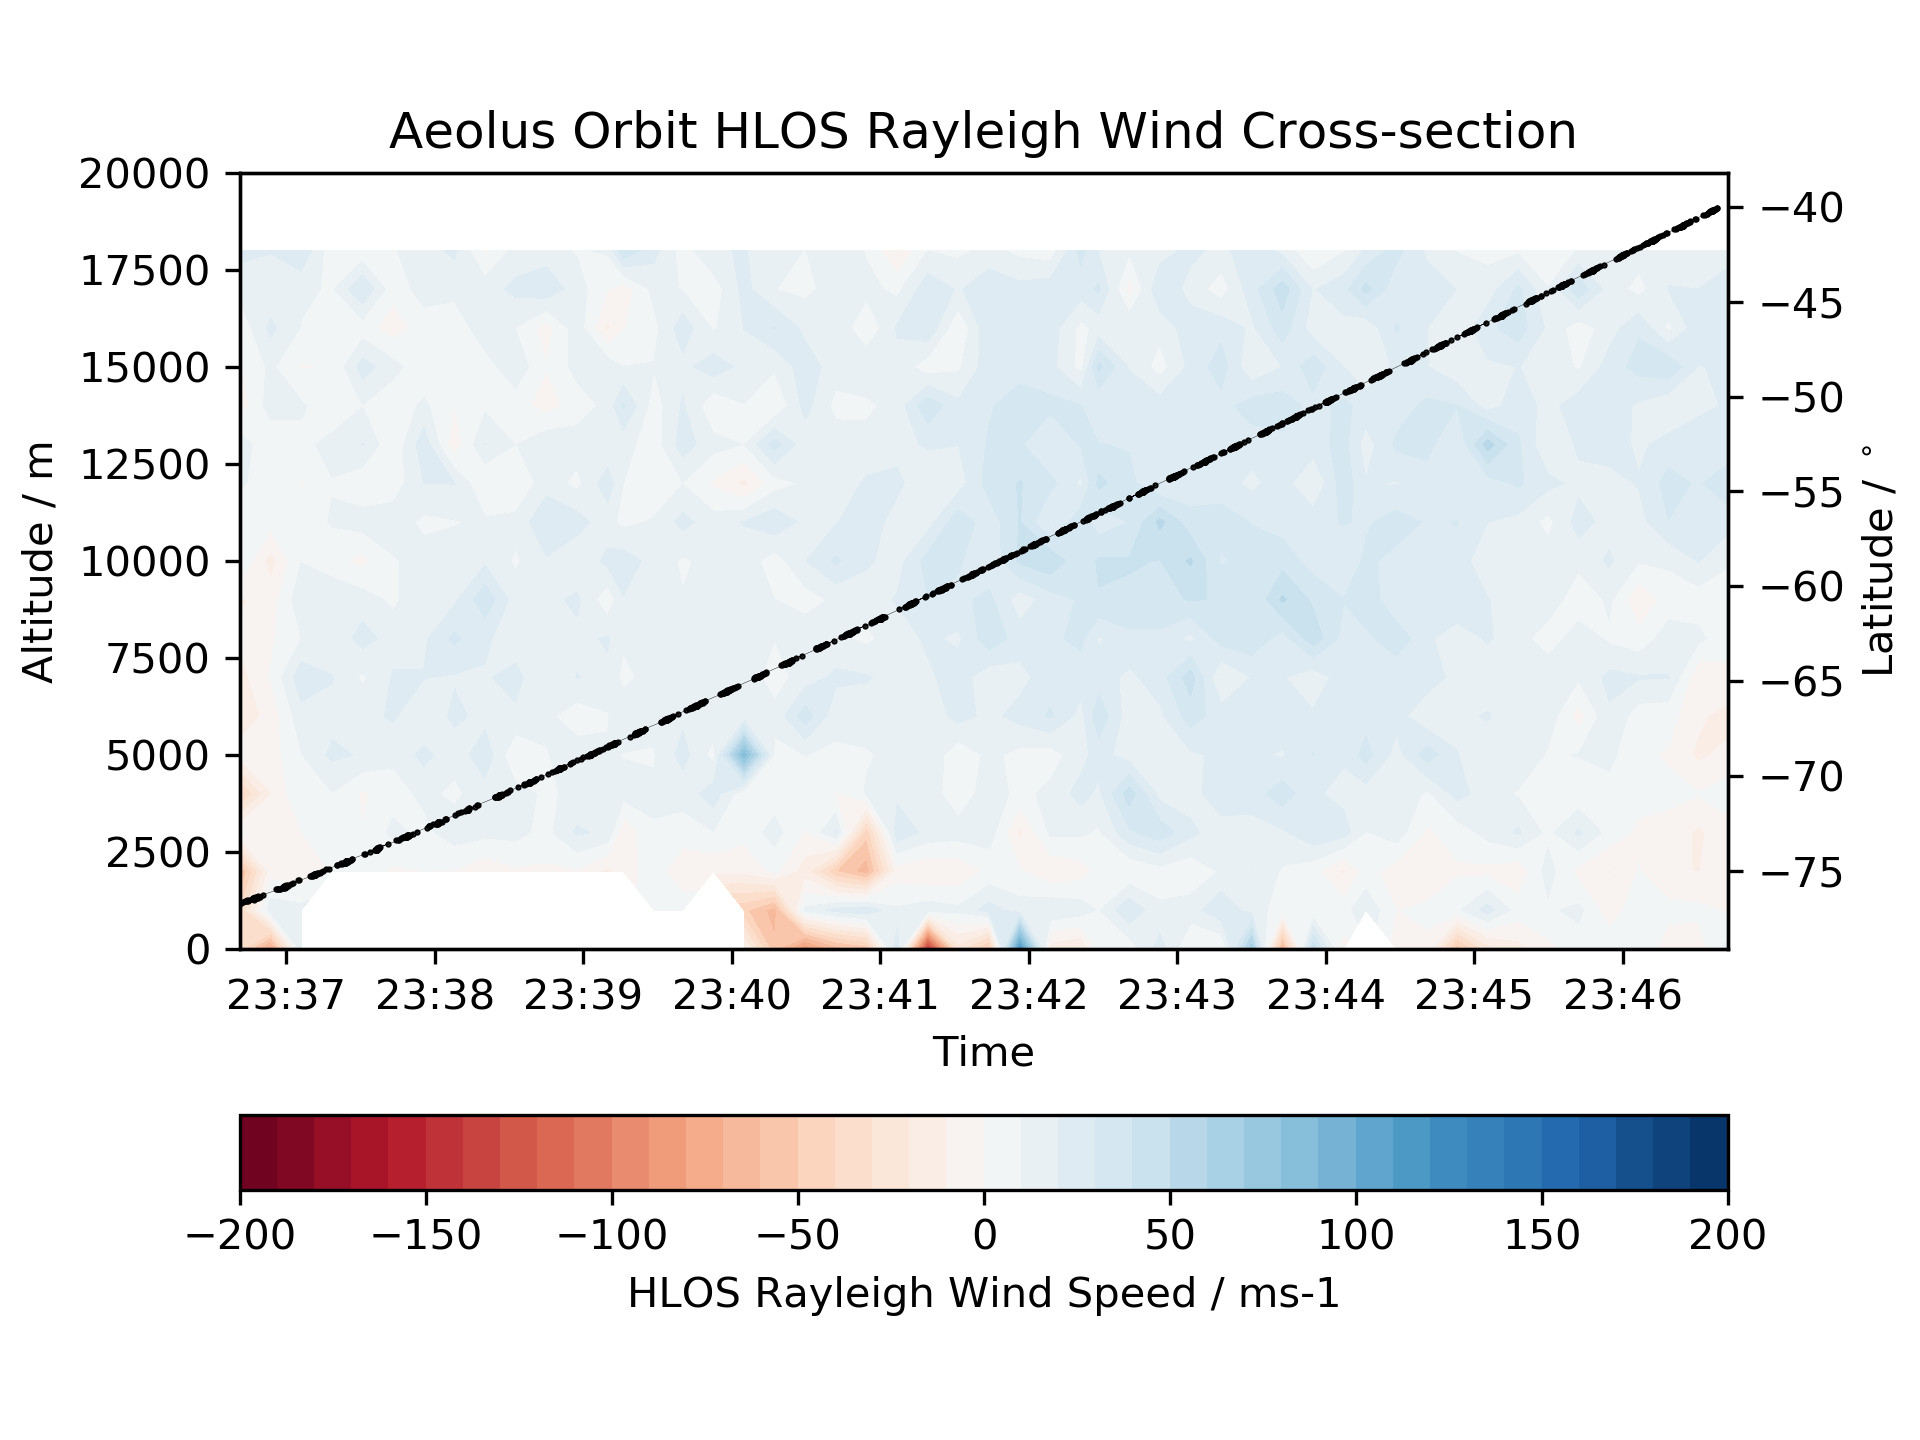 Aeolus Orbit HLOS Rayleigh Wind Cross-section
20000
17500
15000
12500
10000
7500
5000
2500
0
Altitude / m
−40
−45
−50
−55
−60
−65
−70
−75
Latitude / °
23:37 23:38 23:39 23:40 23:41 23:42 23:43 23:44 23:45 23:46
Time
−200 −150 −100 −50 0 50 100 150 200
HLOS Rayleigh Wind Speed / ms-1